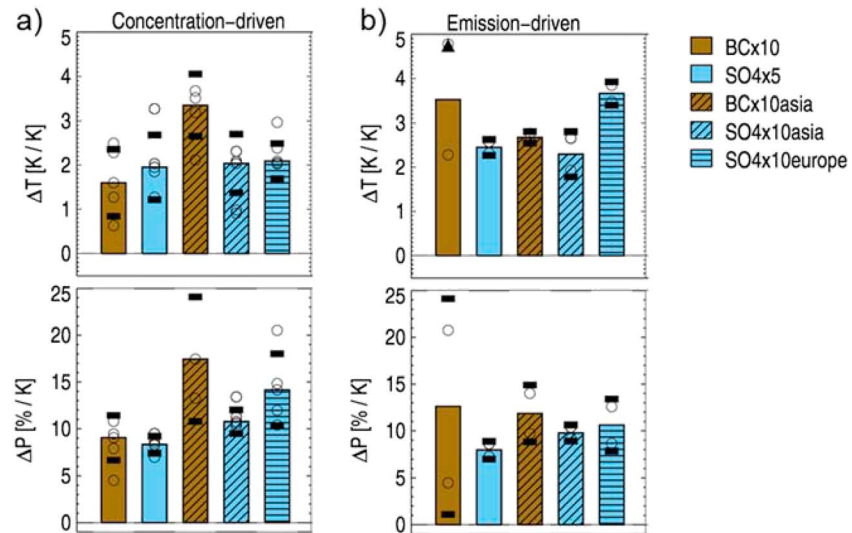 a)
Concentration-driven
ΔT [K / K]
5
4
3
2
1
0
ΔP [% / K]
25
20
15
10
5
0
b)
Emission-driven
ΔT [K / K]
5
4
3
2
1
0
ΔP [% / K]
25
20
15
10
5
0
BCx10
SO4x5
BCx10asia
SO4x10asia
SO4x10europe